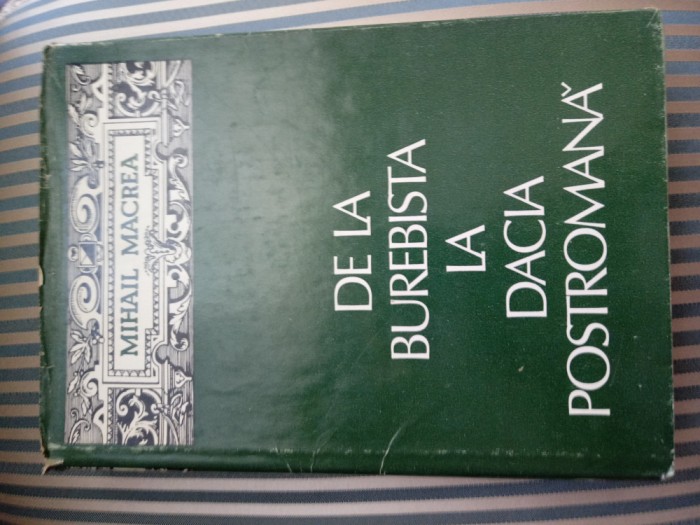 MIHAIL MACREA
DE LA
BUREBISTA
LA
DACIA
POSTROMANĂ